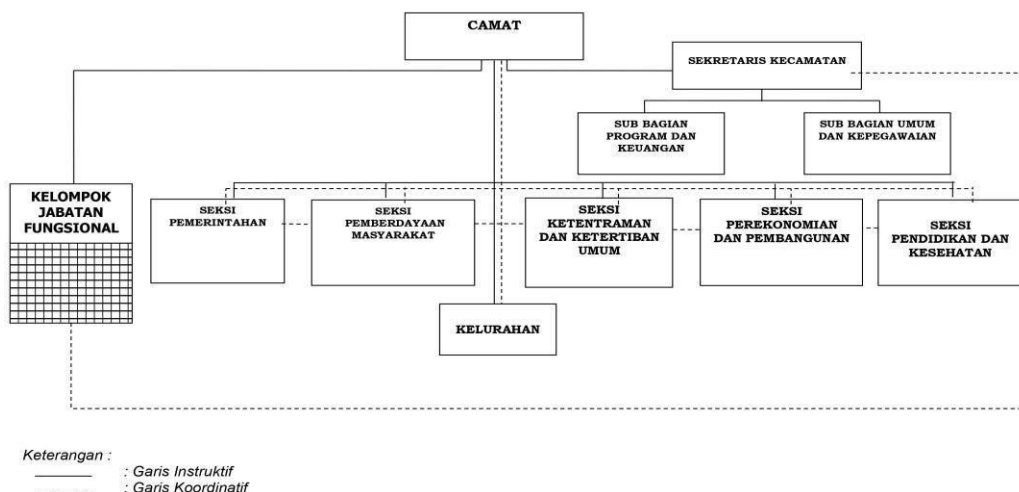 CAMAT
SEKRETARIS KECAMATAN
SUB BAGIAN
PROGRAM DAN
KEUANGAN
SUB BAGIAN UMUM
DAN KEPEGAWAIAN
KELOMPOK
JABATAN
FUNGSIONAL
SEKSI
PEMERINTAHAN
SEKSI
PEMBERDAYAAN
MASYARAKAT
SEKSI
KETENTRAMAN
DAN KETERTIBAN
UMUM
SEKSI
PEREKONOMIAN
DAN PEMBANGUNAN
SEKSI
PENDIDIKAN DAN
KESEHATAN
KELURAHAN
Keterangan :
: Garis Instruktif
: Garis Koordinatif